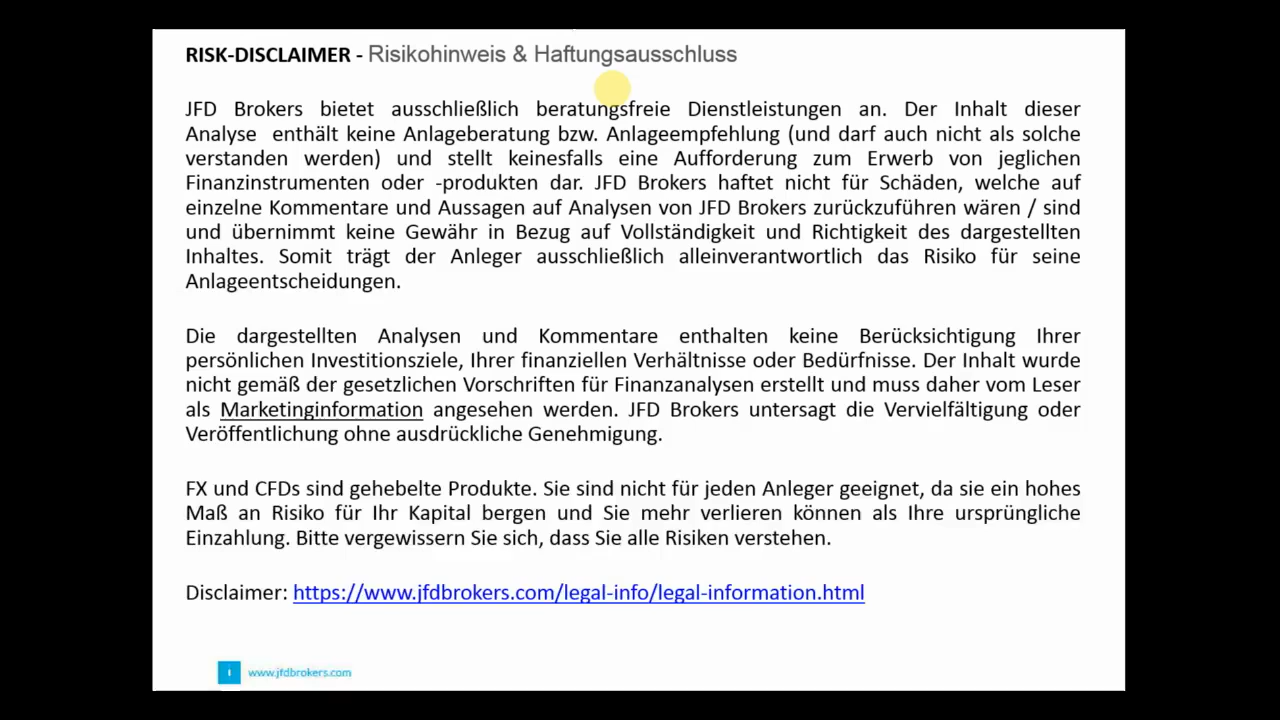 RISK-DISCLAIMER - Risikohinweis & Haftungsausschluss
JFD Brokers bietet ausschließlich beratungsfreie Dienstleistungen an. Der Inhalt dieser
Analyse enthält keine Anlageberatung bzw. Anlageempfehlung (und darf auch nicht als solche
verstanden werden) und stellt keinesfalls eine Aufforderung zum Erwerb von jeglichen
Finanzinstrumenten oder -produkten dar. JFD Brokers haftet nicht für Schäden, welche auf
einzelne Kommentare und Aussagen auf Analysen von JFD Brokers zurückzuführen wären / sind
und übernimmt keine Gewähr in Bezug auf Vollständigkeit und Richtigkeit des dargestellten
Inhaltes. Somit trägt der Anleger ausschließlich alleinverantwortlich das Risiko für seine
Anlageentscheidungen.
Die dargestellten Analysen und Kommentare enthalten keine Berücksichtigung Ihrer
persönlichen Investitionsziele, Ihrer finanziellen Verhältnisse oder Bedürfnisse. Der Inhalt wurde
nicht gemäß der gesetzlichen Vorschriften für Finanzanalysen erstellt und muss daher vom Leser
als Marketinginformation angesehen werden. JFD Brokers untersagt die Vervielfältigung oder
Veröffentlichung ohne ausdrückliche Genehmigung.
FX und CFDs sind gehebelte Produkte. Sie sind nicht für jeden Anleger geeignet, da sie ein hohes
Maß an Risiko für Ihr Kapital bergen und Sie mehr verlieren können als Ihre ursprüngliche
Einzahlung. Bitte vergewissern Sie sich, dass Sie alle Risiken verstehen.
Disclaimer: https://www.jfdbrokers.com/legal-info/legal-information.html
www.jfdbrokers.com